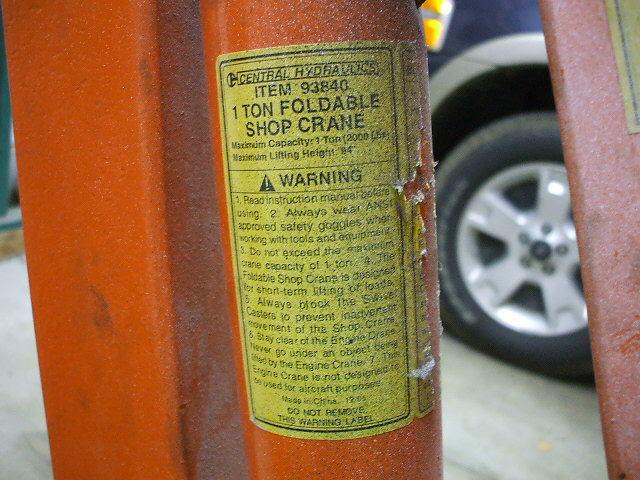 CENTRAL HYDRAULICS
ITEM 93840
1 TON FOLDABLE
SHOP CRANE
Maximum Capacity: 1 Ton (2000 Lbs)
Maximum Lifting Height: 84"
WARNING
1. Read instruction manual before
using. 2. Always wear ANSI
approved safety goggles when
working with tools and equipment.
3. Do not exceed the maximum
crane capacity of 1 ton. 4. The
Foldable Shop Crane is designed
for short-term lifting of loads.
5. Always block the Swivel
Casters to prevent inadvertent
movement of the Shop Crane.
6. Stay clear of the Engine Crane.
Never go under an object being
lifted by the Engine Crane. 7. This
Engine Crane is not designed to
be used for aircraft purposes.
Made in China. 12.05
DO NOT REMOVE
THIS WARNING LABEL